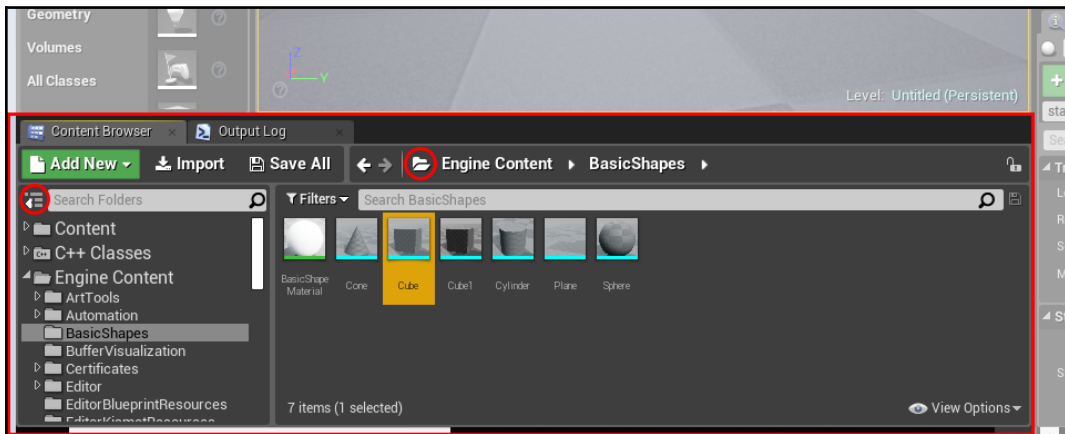 Geometry
Volumes
All Classes
Z
Y
Level: Untitled (Persistent)
Content Browser
Output Log
Add New
Import
Save All
Engine Content
BasicShapes
Search Folders
Filters
Search BasicShapes
Content
C++ Classes
Engine Content
ArtTools
Automation
BasicShapes
BufferVisualization
Certificates
Editor
EditorBlueprintResources
BasicShape
Material
Cone
Cube
Cube1
Cylinder
Plane
Sphere
7 items (1 selected)
View Options